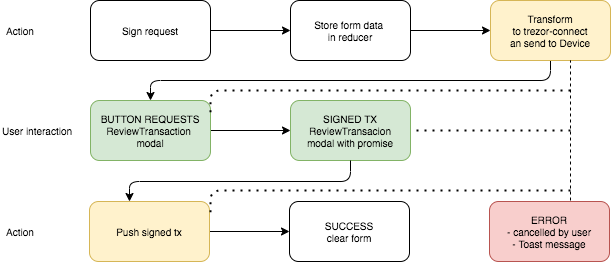 Action
Sign request
Store form data
in reducer
Transform
to trezor-connect
an send to Device
User interaction
BUTTON REQUESTS
ReviewTransaction
modal
SIGNED TX
ReviewTransacion
modal with promise
Action
Push signed tx
SUCCESS
clear form
ERROR
- cancelled by user
- Toast message